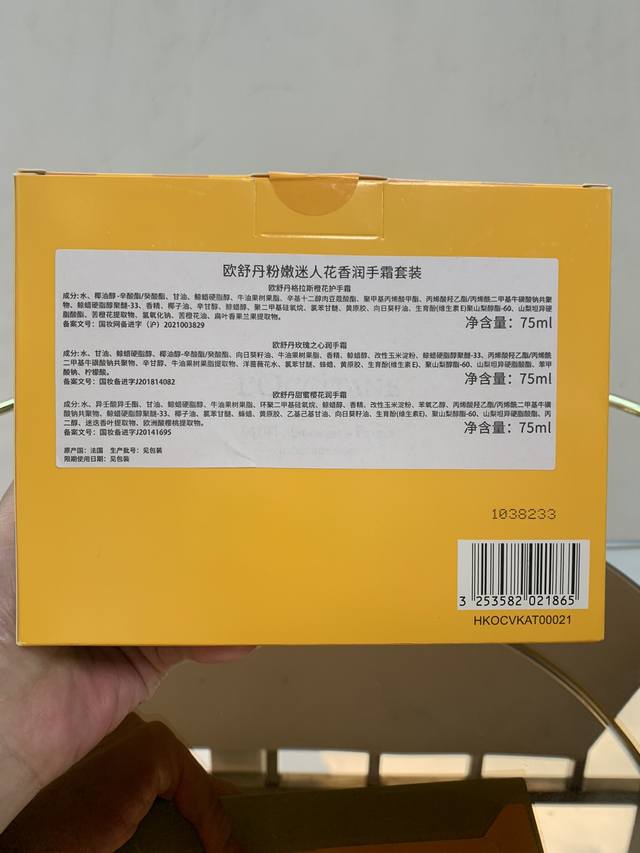 欧舒丹粉嫩迷人花香润手霜套装
欧舒丹格拉斯橙花护手霜
成分:水、椰油醇-辛酸酯/癸酸酯、甘油、鲸蜡硬脂醇、牛油果树果脂、辛基十二醇肉豆蔻酸酯、聚甲基丙烯酸甲酯、丙烯酸羟乙酯/丙烯酰二甲基牛磺酸钠共聚
物、鲸蜡硬脂醇聚醚-33、香精、椰子油、辛甘醇、鲸蜡醇、聚二甲基硅氧烷、氯苯甘醚、黄原胶、向日葵籽油、生育酚(维生素E)聚山梨醇酯-60、山梨坦异硬
脂酸酯、苦橙花提取物、氢氧化钠、苦橙花油、扁叶香果兰果提取物。
备案文号：国妆网备进字（沪）2021003829
净含量：75ml
欧舒丹玫瑰之心润手霜
成分:水、甘油、鲸蜡硬脂醇、椰油醇-辛酸酯/癸酸酯、向日葵籽油、牛油果树果脂、香精、鲸蜡醇、改性玉米淀粉、鲸蜡硬脂醇聚醚-33、丙烯酸羟乙酯/丙烯酰
二甲基牛磺酸钠共聚物、辛甘醇、牛油果树果脂提取物、洋蔷薇花水、氯苯甘醚、蜂蜡、黄原胶、生育酚(维生素E)、聚山梨醇酯-60、山梨坦异硬脂酸酯、苯甲
酸钠、柠檬酸。
备案文号：国妆备进字J201814082
净含量：75ml
欧舒丹甜蜜樱花润手霜
成分:水、异壬酸异壬酯、甘油、鲸蜡硬脂醇、牛油果树果脂、环聚二甲基硅氧烷、鲸蜡醇、香精、改性玉米淀粉、苯氧乙醇、丙烯酸羟乙酯/丙烯酰二甲基牛磺
酸钠共聚物、鲸蜡硬脂醇聚醚-33、椰子油、氯苯甘醚、蜂蜡、黄原胶、乙基己基甘油、向日葵籽油、生育酚(维生素E)、聚山梨醇酯-60、山梨坦异硬脂酸酯、丙
二醇、迷迭香叶提取物、欧洲酸樱桃提取物。
备案文号：国妆备进字J20141695
净含量：75ml
原产国：法国 生产批号：见包装
限期使用日期：见包装
1038233
3 253582 021865
HKOCVKAT00021